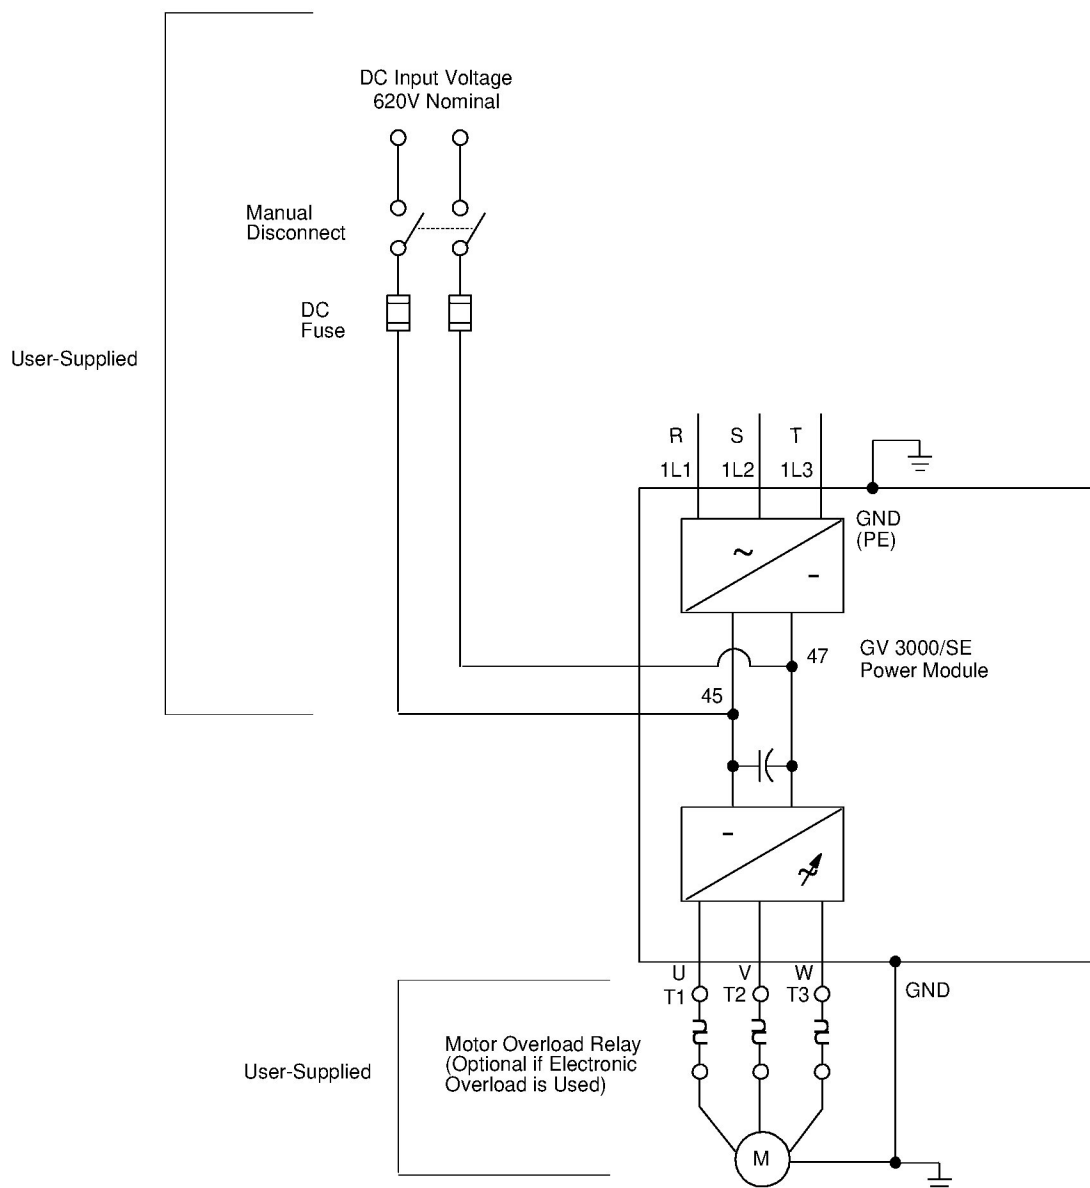 DC Input Voltage
620V Nominal
Manual
Disconnect
DC
Fuse
User-Supplied
R S T
1L1 1L2 1L3
GND
(PE)
47
GV 3000/SE
Power Module
45
U V W
T1 T2 T3
GND
Motor Overload Relay
(Optional if Electronic
Overload is Used)
User-Supplied
M